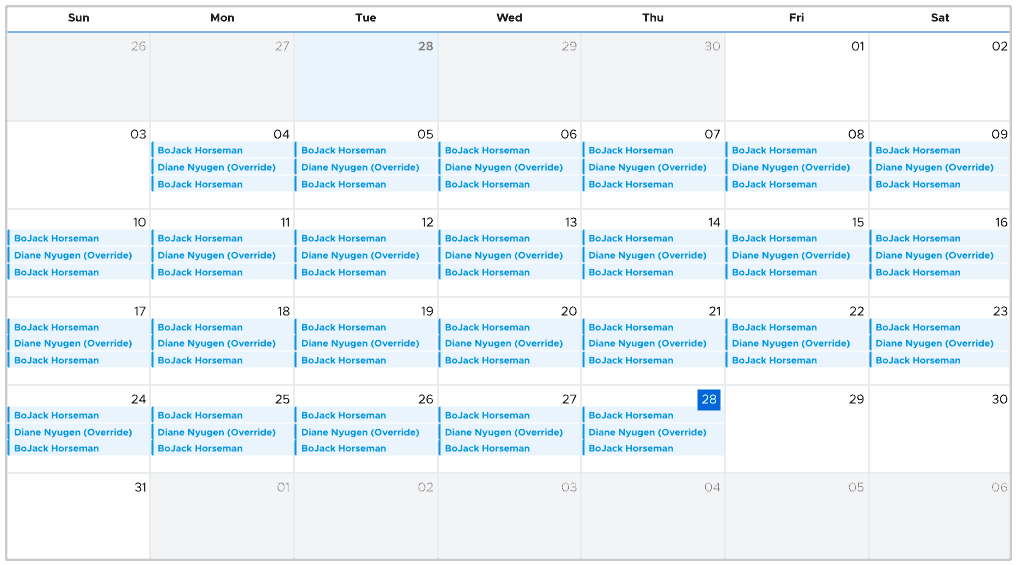 Sun Mon Tue Wed Thu Fri Sat
26 27 28 29 30 01 02
03 04 05 06 07 08 09
BoJack Horseman BoJack Horseman BoJack Horseman BoJack Horseman BoJack Horseman BoJack Horseman
Diane Nyugen (Override) Diane Nyugen (Override) Diane Nyugen (Override) Diane Nyugen (Override) Diane Nyugen (Override) Diane Nyugen (Override)
BoJack Horseman BoJack Horseman BoJack Horseman BoJack Horseman BoJack Horseman BoJack Horseman
10 11 12 13 14 15 16
BoJack Horseman BoJack Horseman BoJack Horseman BoJack Horseman BoJack Horseman BoJack Horseman BoJack Horseman
Diane Nyugen (Override) Diane Nyugen (Override) Diane Nyugen (Override) Diane Nyugen (Override) Diane Nyugen (Override) Diane Nyugen (Override) Diane Nyugen (Override)
BoJack Horseman BoJack Horseman BoJack Horseman BoJack Horseman BoJack Horseman BoJack Horseman BoJack Horseman
17 18 19 20 21 22 23
BoJack Horseman BoJack Horseman BoJack Horseman BoJack Horseman BoJack Horseman BoJack Horseman BoJack Horseman
Diane Nyugen (Override) Diane Nyugen (Override) Diane Nyugen (Override) Diane Nyugen (Override) Diane Nyugen (Override) Diane Nyugen (Override) Diane Nyugen (Override)
BoJack Horseman BoJack Horseman BoJack Horseman BoJack Horseman BoJack Horseman BoJack Horseman BoJack Horseman
24 25 26 27 28 29 30
BoJack Horseman BoJack Horseman BoJack Horseman BoJack Horseman BoJack Horseman
Diane Nyugen (Override) Diane Nyugen (Override) Diane Nyugen (Override) Diane Nyugen (Override) Diane Nyugen (Override)
BoJack Horseman BoJack Horseman BoJack Horseman BoJack Horseman BoJack Horseman
31 01 02 03 04 05 06